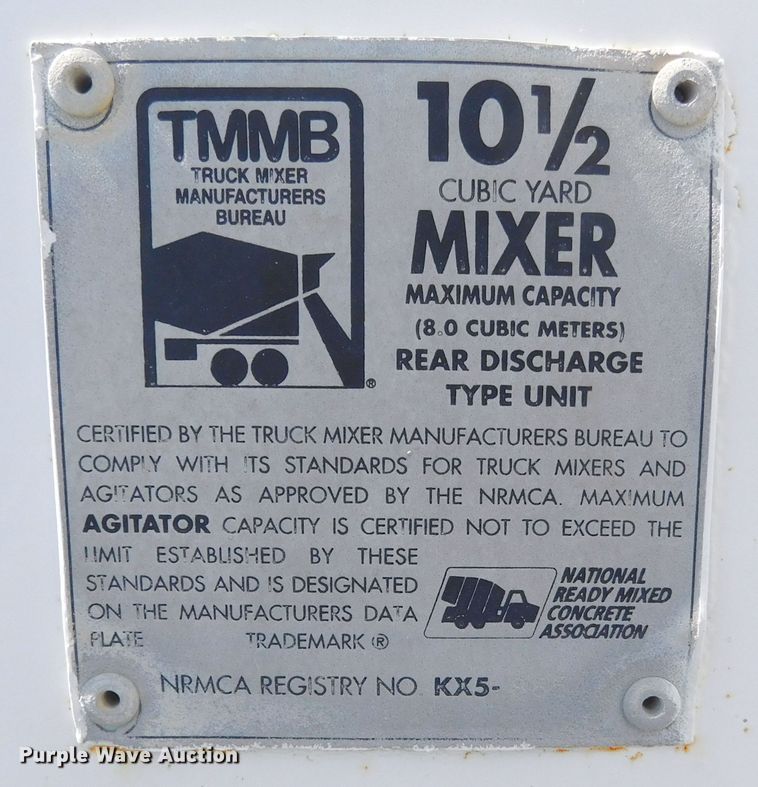 TMMB
TRUCK MIXER
MANUFACTURERS
BUREAU
®
10 ½
CUBIC YARD
MIXER
MAXIMUM CAPACITY
(8.0 CUBIC METERS)
REAR DISCHARGE
TYPE UNIT
CERTIFIED BY THE TRUCK MIXER MANUFACTURERS BUREAU TO
COMPLY WITH ITS STANDARDS FOR TRUCK MIXERS AND
AGITATORS AS APPROVED BY THE NRMCA. MAXIMUM
AGITATOR CAPACITY IS CERTIFIED NOT TO EXCEED THE
LIMIT ESTABLISHED BY THESE
STANDARDS AND IS DESIGNATED
ON THE MANUFACTURERS DATA
PLATE TRADEMARK ®
NATIONAL
READY MIXED
CONCRETE
ASSOCIATION
NRMCA REGISTRY NO. KX5-
Purple Wave Auction